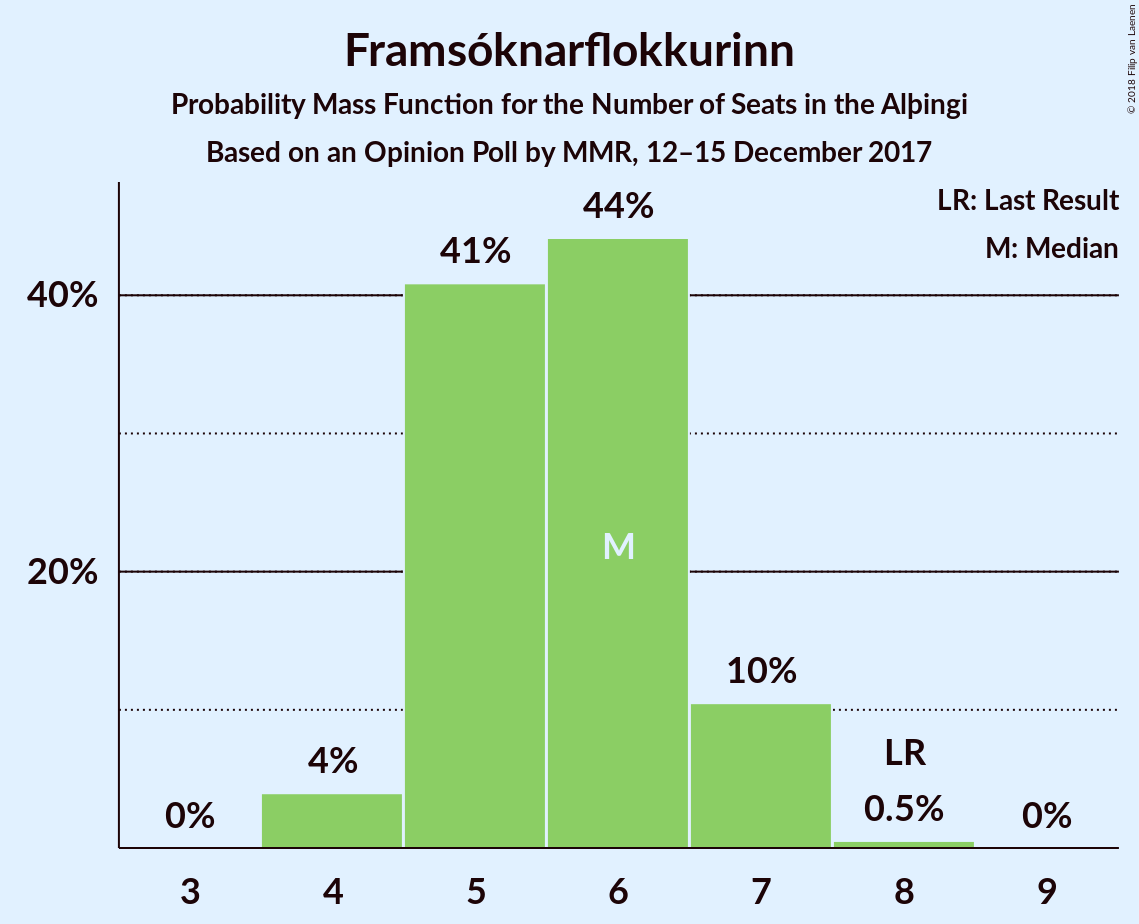 Framsóknarflokkurinn
Probability Mass Function for the Number of Seats in the Alþingi
Based on an Opinion Poll by MMR, 12–15 December 2017
© 2018 Filip van Laenen
LR: Last Result
M: Median
44%
41%
40%
M
20%
10%
LR
4%
0.5%
0%
0%
3 4 5 6 7 8 9